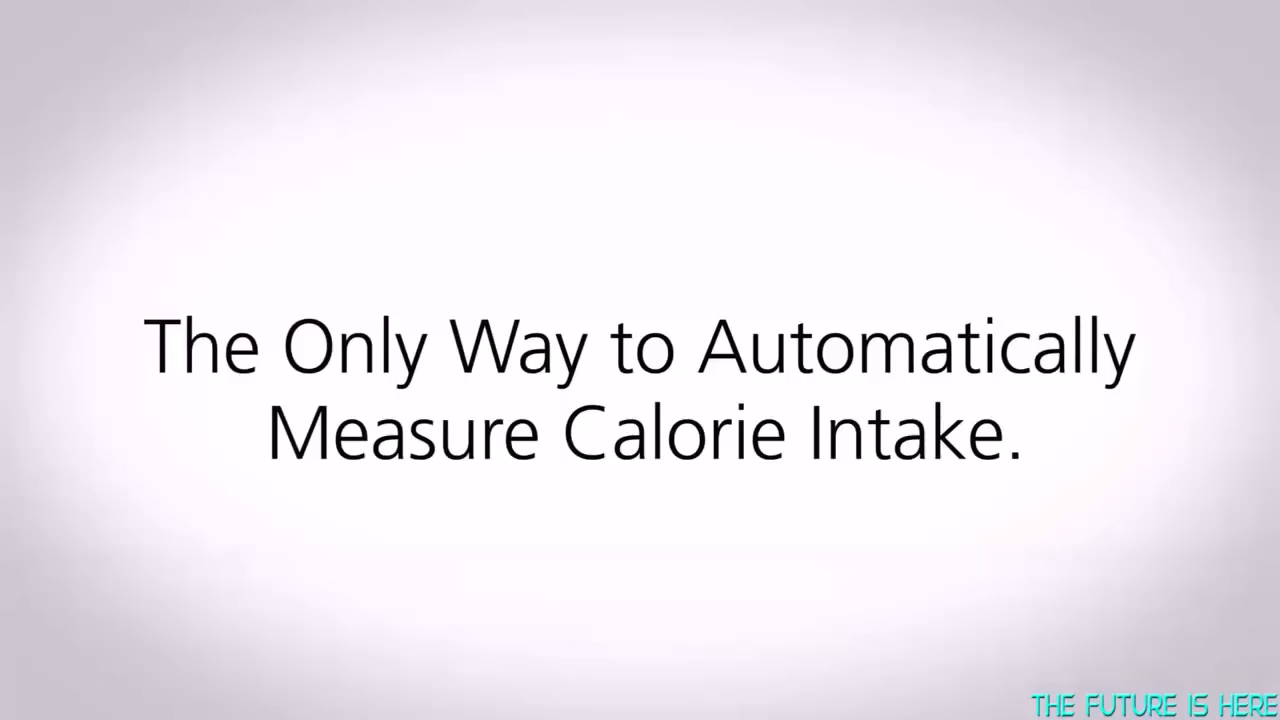 The Only Way to Automatically
Measure Calorie Intake.
THE FUTURE IS HERE